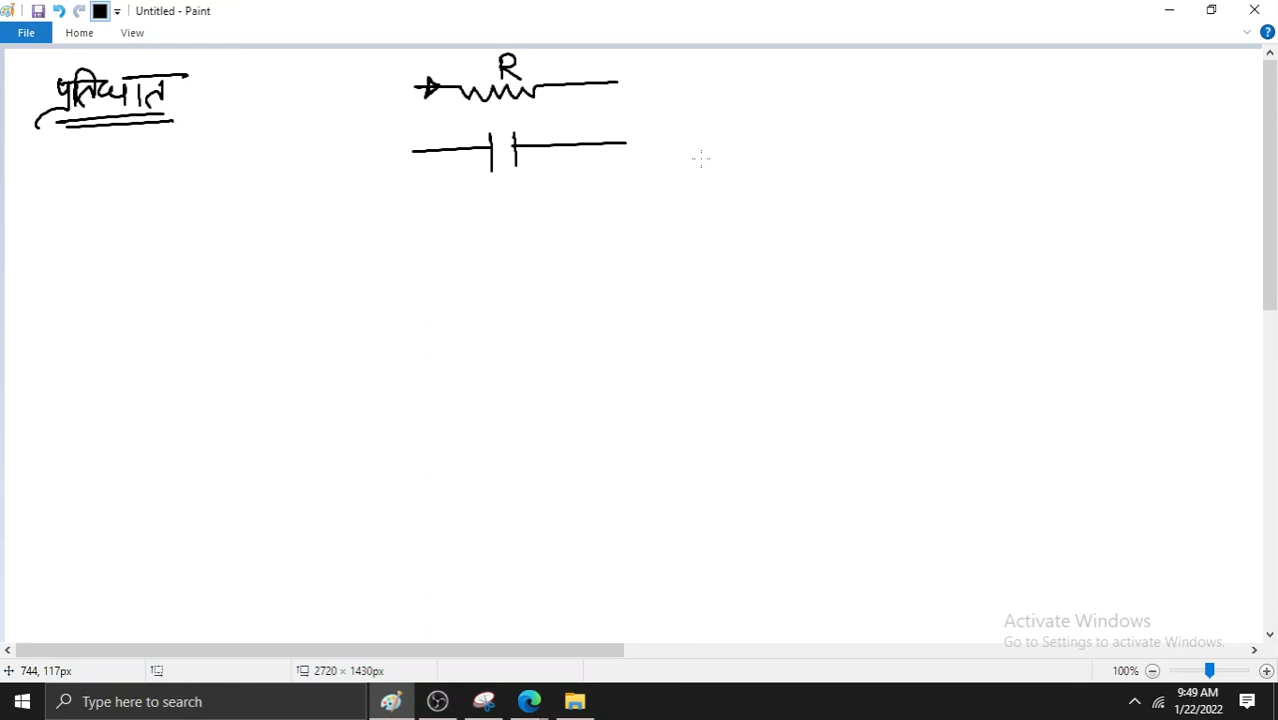 Untitled - Paint
File Home View
प्रतिघात
R
Activate Windows
Go to Settings to activate Windows.
744, 117px
2720 × 1430px
100%
Type here to search
9:49 AM
1/22/2022